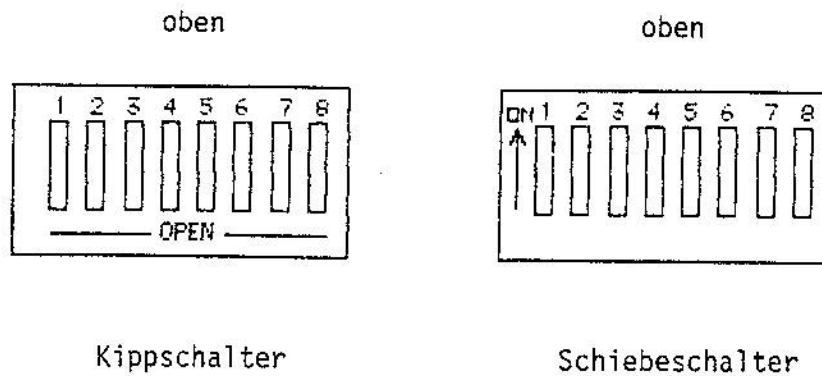 oben
1 2 3 4 5 6 7 8
OPEN
Kippschalter
oben
ON 1 2 3 4 5 6 7 8
Schiebeschalter